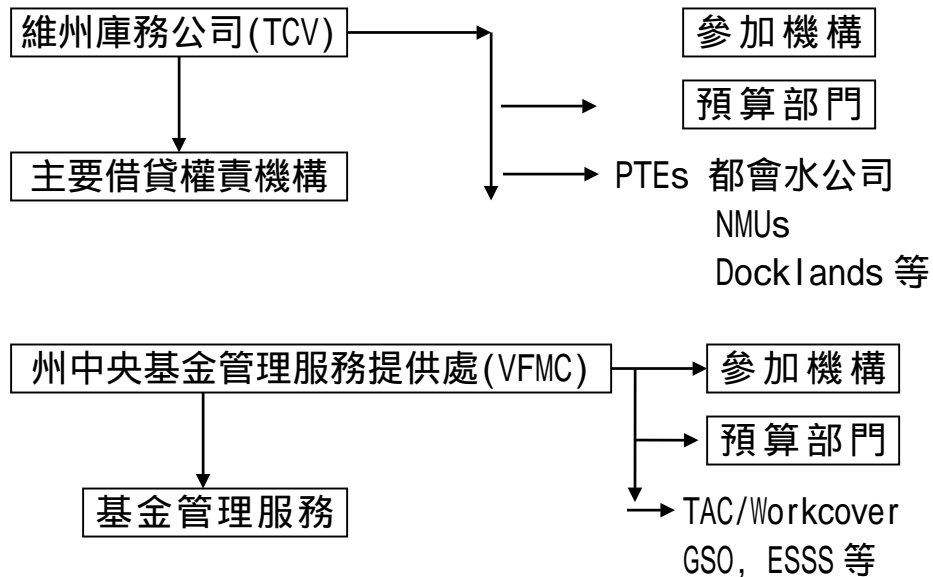 維州庫務公司(TCV)
參加機構
預算部門
主要借貸權責機構
PTEs 都會水公司
NMUs
Docklands 等
州中央基金管理服務提供處(VFMC)
參加機構
預算部門
基金管理服務
TAC/Workcover
GSO, ESSS 等